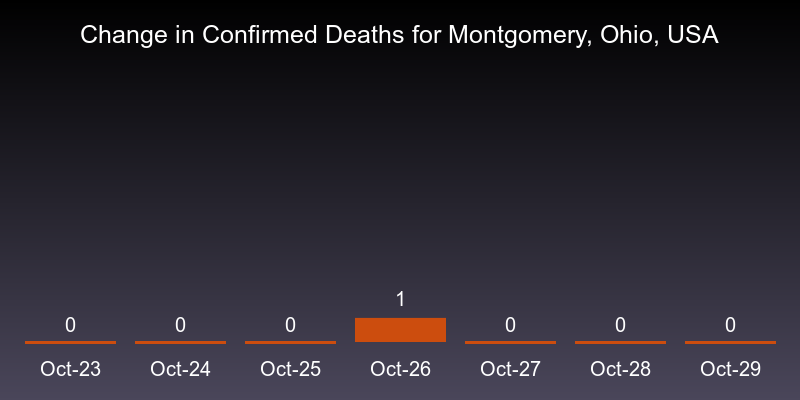 Change in Confirmed Deaths for Montgomery, Ohio, USA
1
0 0 0 0 0 0
Oct-23 Oct-24 Oct-25 Oct-26 Oct-27 Oct-28 Oct-29